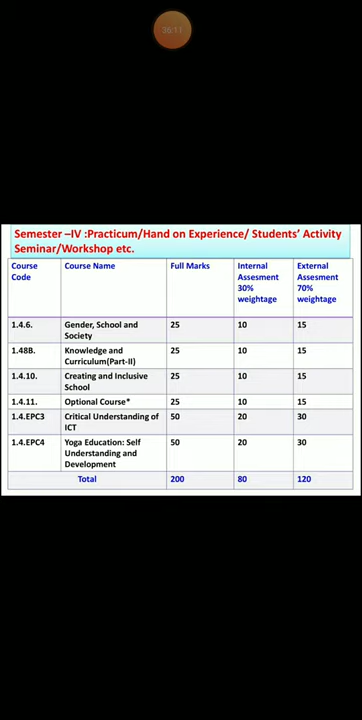 06:11
Semester –IV :Practicum/Hand on Experience/ Students' Activity
Seminar/Workshop etc.
Course Code Course Name Full Marks Internal Assesment 30% weightage External Assesment 70% weightage
1.4.6. Gender, School and Society 25 10 15
1.48B. Knowledge and Curriculum(Part-II) 25 10 15
1.4.10. Creating and Inclusive School 25 10 15
1.4.11. Optional Course* 25 10 15
1.4.EPC3 Critical Understanding of ICT 50 20 30
1.4.EPC4 Yoga Education: Self Understanding and Development 50 20 30
Total 200 80 120